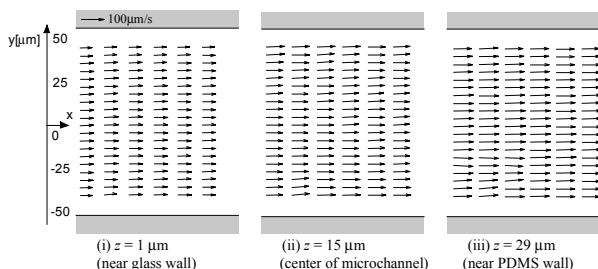 100μm/s
y[μm]
50
25
x
0
-25
-50
(i) z = 1 μm
(near glass wall)
(ii) z = 15 μm
(center of microchannel)
(iii) z = 29 μm
(near PDMS wall)